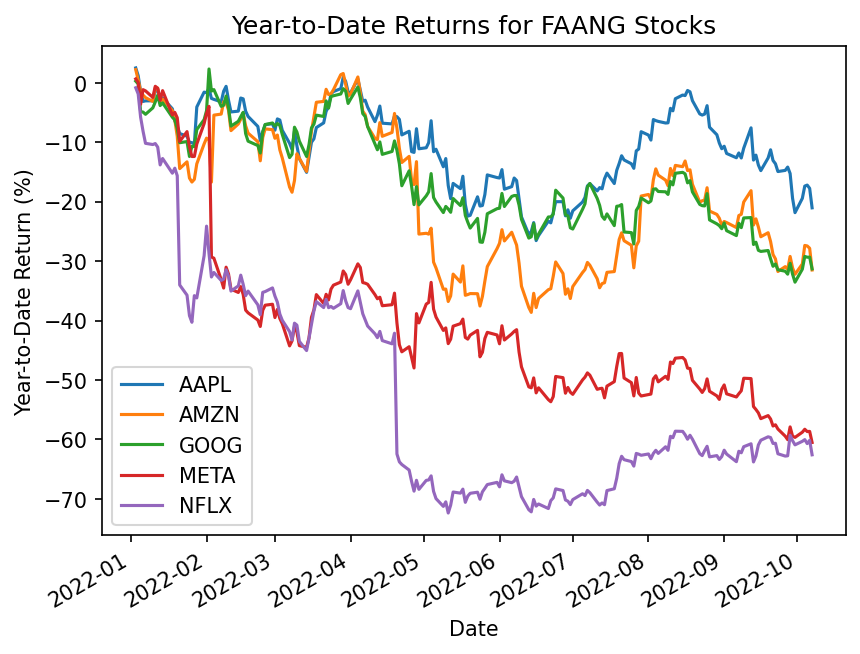 Year-to-Date Returns for FAANG Stocks
Year-to-Date Return (%)
0
−10
−20
−30
−40
−50
−60
−70
AAPL
AMZN
GOOG
META
NFLX
2022-01
2022-02
2022-03
2022-04
2022-05
2022-06
2022-07
2022-08
2022-09
2022-10
Date